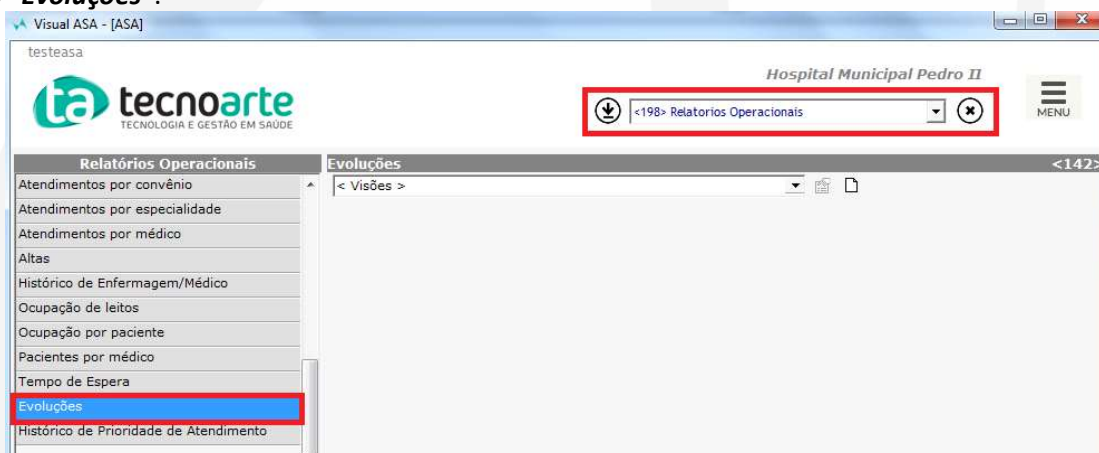 Evoluções".
Visual ASA - [ASA]
testeasa
Hospital Municipal Pedro II
ta tecnoarte
TECNOLOGIA E GESTÃO EM SAÚDE
<198> Relatorios Operacionais
MENU
Relatórios Operacionais
Evoluções <142>
Atendimentos por convênio
< Visões >
Atendimentos por especialidade
Atendimentos por médico
Altas
Histórico de Enfermagem/Médico
Ocupação de leitos
Ocupação por paciente
Pacientes por médico
Tempo de Espera
Evoluções
Histórico de Prioridade de Atendimento